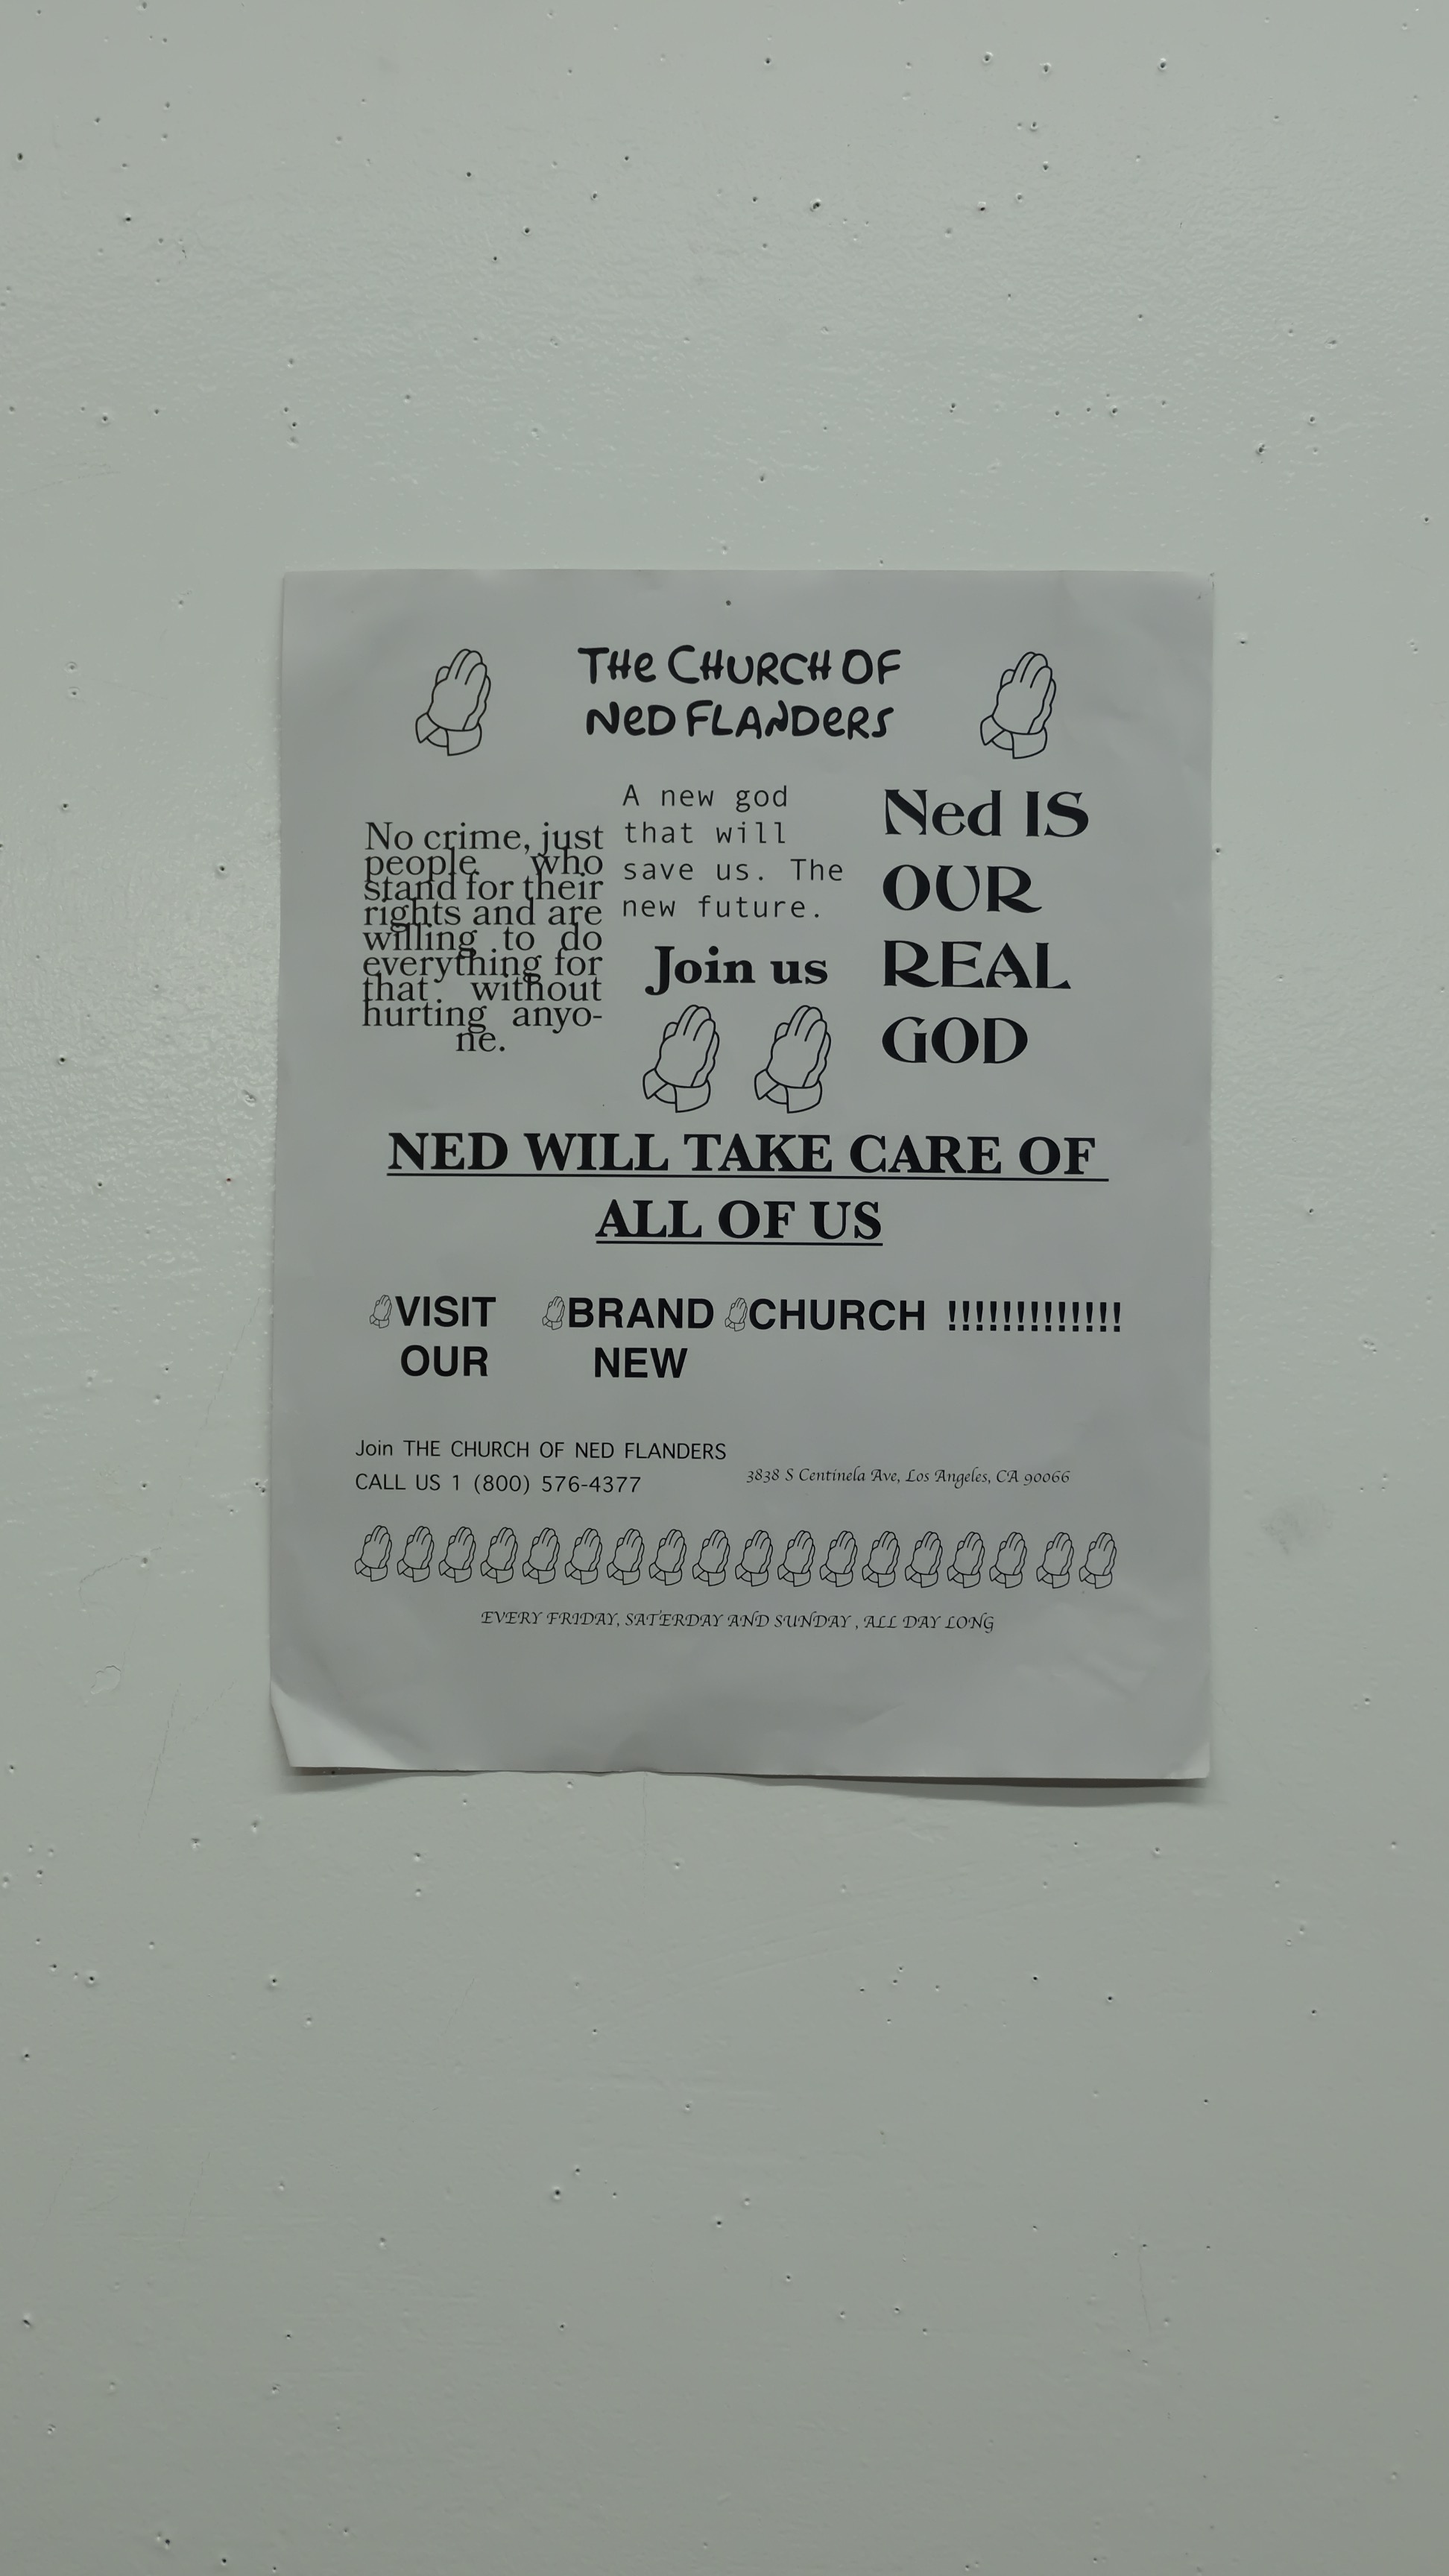 THe CHURCH OF
NeD FLANDeRS
No crime, just
people who
stand for their
rights and are
willing to do
everything for
that without
hurting anyo-
ne.
A new god
that will
save us. The
new future.
Join us
Ned IS
OUR
REAL
GOD
NED WILL TAKE CARE OF
ALL OF US
VISIT
OUR
BRAND
NEW
CHURCH
!!!!!!!!!!!!!
Join THE CHURCH OF NED FLANDERS
CALL US 1 (800) 576-4377
3838 S Centinela Ave, Los Angeles, CA 90066
EVERY FRIDAY, SATERDAY AND SUNDAY , ALL DAY LONG